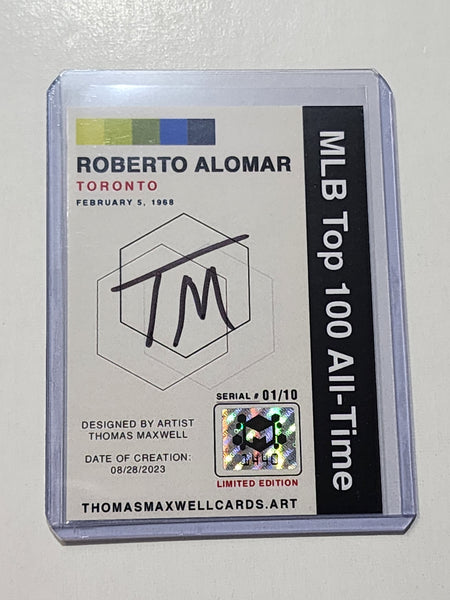 ROBERTO ALOMAR
TORONTO
FEBRUARY 5, 1968
TM
SERIAL # 01/10
1440
LIMITED EDITION
DESIGNED BY ARTIST
THOMAS MAXWELL
DATE OF CREATION:
08/28/2023
THOMASMAXWELLCARDS.ART
MLB Top 100 All-Time